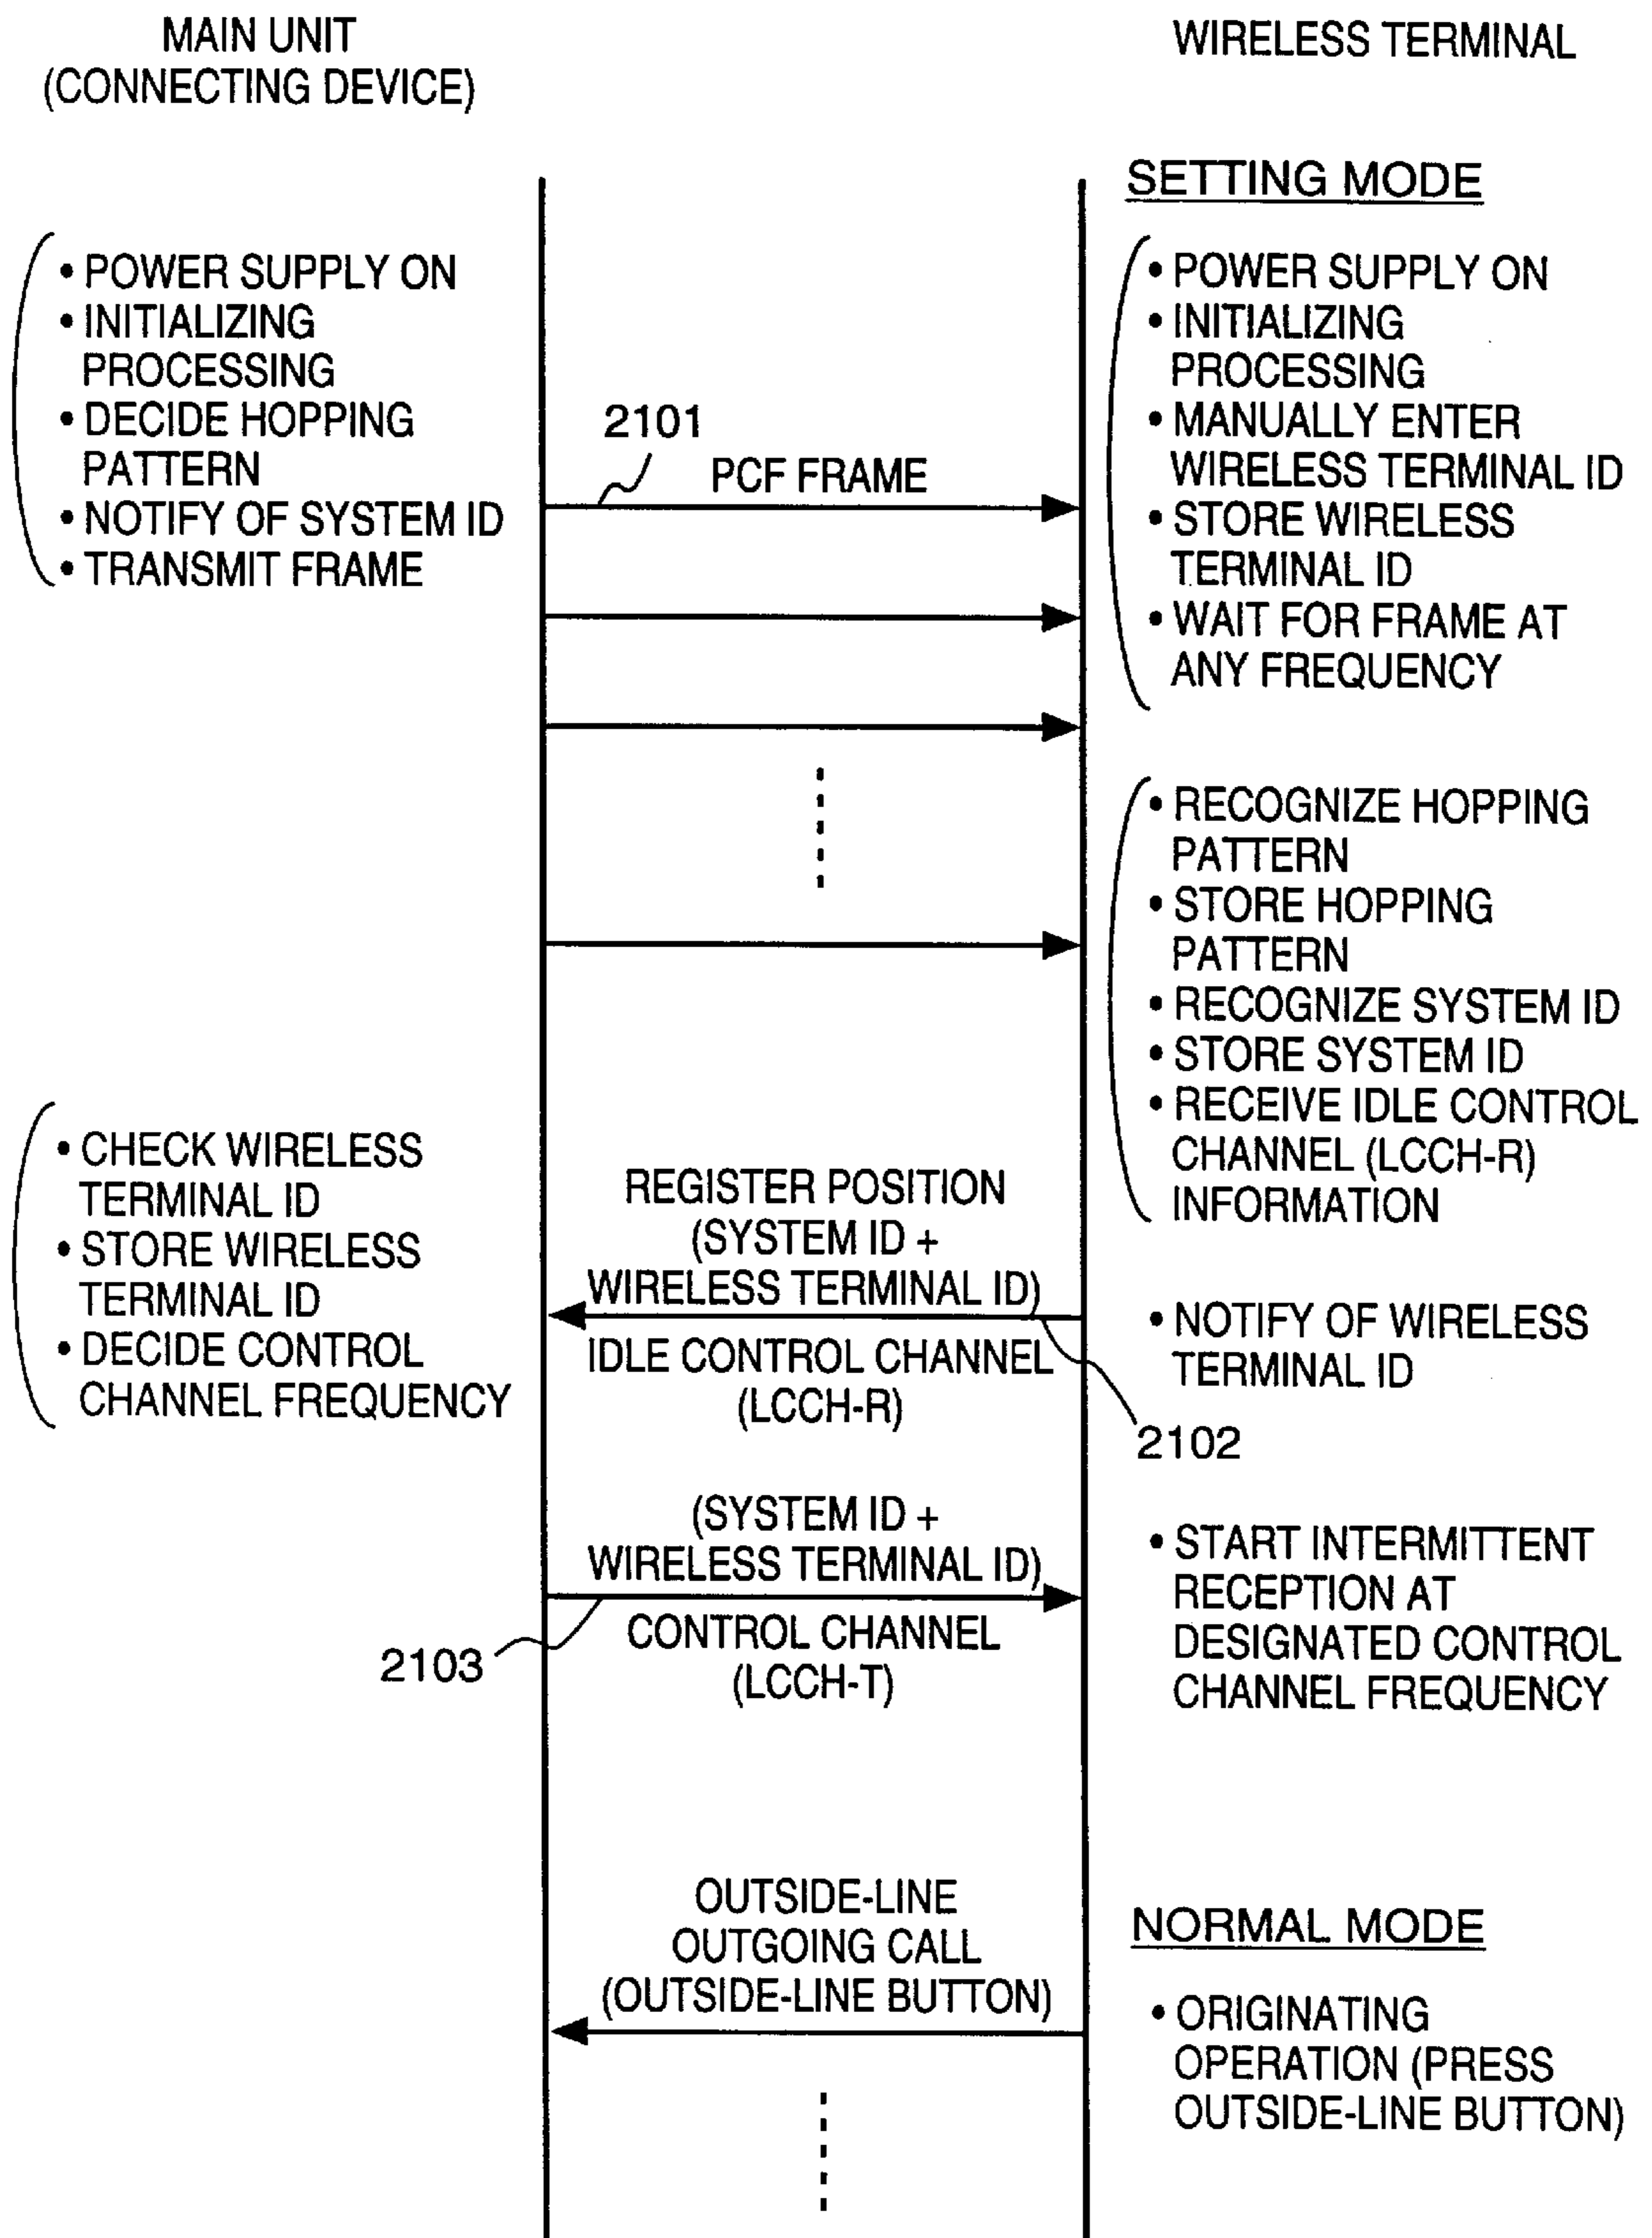 MAIN UNIT
(CONNECTING DEVICE)
WIRELESS TERMINAL
SETTING MODE
• POWER SUPPLY ON
• INITIALIZING
PROCESSING
• DECIDE HOPPING
PATTERN
• NOTIFY OF SYSTEM ID
• TRANSMIT FRAME
2101
PCF FRAME
• POWER SUPPLY ON
• INITIALIZING
PROCESSING
• MANUALLY ENTER
WIRELESS TERMINAL ID
• STORE WIRELESS
TERMINAL ID
• WAIT FOR FRAME AT
ANY FREQUENCY
• RECOGNIZE HOPPING
PATTERN
• STORE HOPPING
PATTERN
• RECOGNIZE SYSTEM ID
• STORE SYSTEM ID
• RECEIVE IDLE CONTROL
CHANNEL (LCCH-R)
INFORMATION
• CHECK WIRELESS
TERMINAL ID
• STORE WIRELESS
TERMINAL ID
• DECIDE CONTROL
CHANNEL FREQUENCY
REGISTER POSITION
(SYSTEM ID +
WIRELESS TERMINAL ID)
IDLE CONTROL CHANNEL
(LCCH-R)
• NOTIFY OF WIRELESS
TERMINAL ID
2102
(SYSTEM ID +
WIRELESS TERMINAL ID)
2103
CONTROL CHANNEL
(LCCH-T)
• START INTERMITTENT
RECEPTION AT
DESIGNATED CONTROL
CHANNEL FREQUENCY
OUTSIDE-LINE
OUTGOING CALL
(OUTSIDE-LINE BUTTON)
NORMAL MODE
• ORIGINATING
OPERATION (PRESS
OUTSIDE-LINE BUTTON)